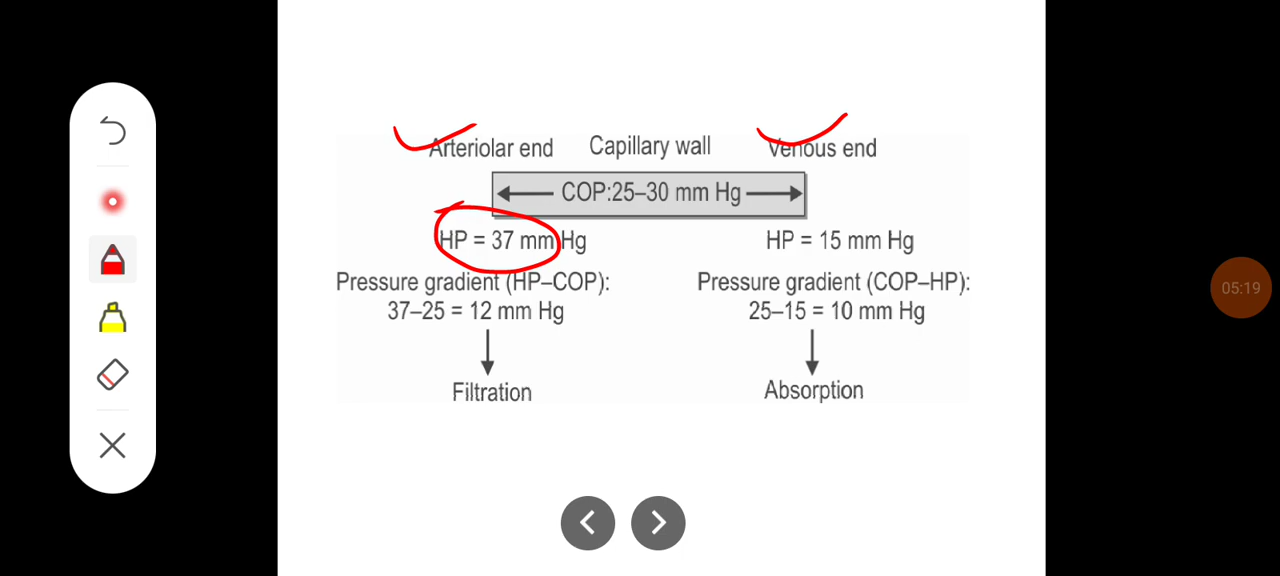 Arteriolar end Capillary wall Venous end
COP:25–30 mm Hg
HP = 37 mm Hg HP = 15 mm Hg
Pressure gradient (HP–COP): Pressure gradient (COP–HP):
37–25 = 12 mm Hg 25–15 = 10 mm Hg
Filtration Absorption
05:19